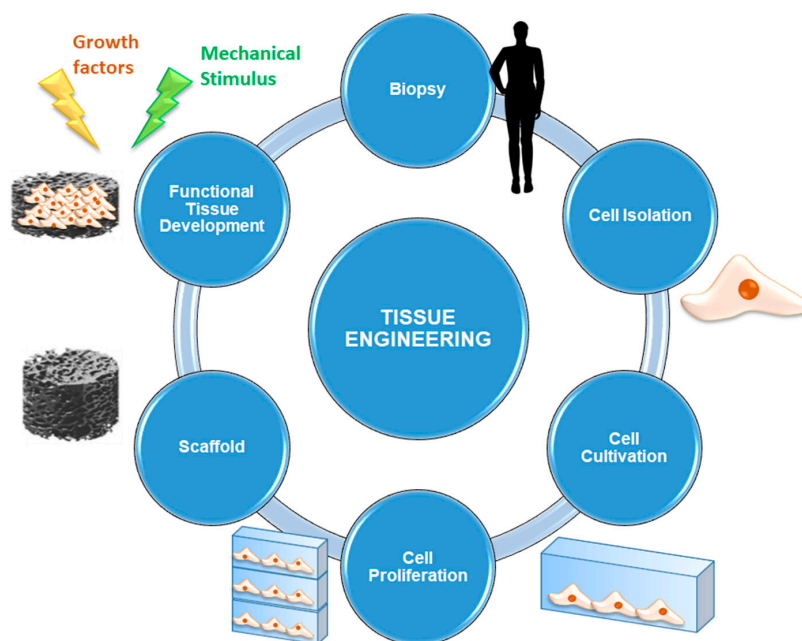 Growth
factors
Mechanical
Stimulus
Biopsy
Cell Isolation
Cell
Cultivation
Cell
Proliferation
Scaffold
Functional
Tissue
Development
TISSUE
ENGINEERING